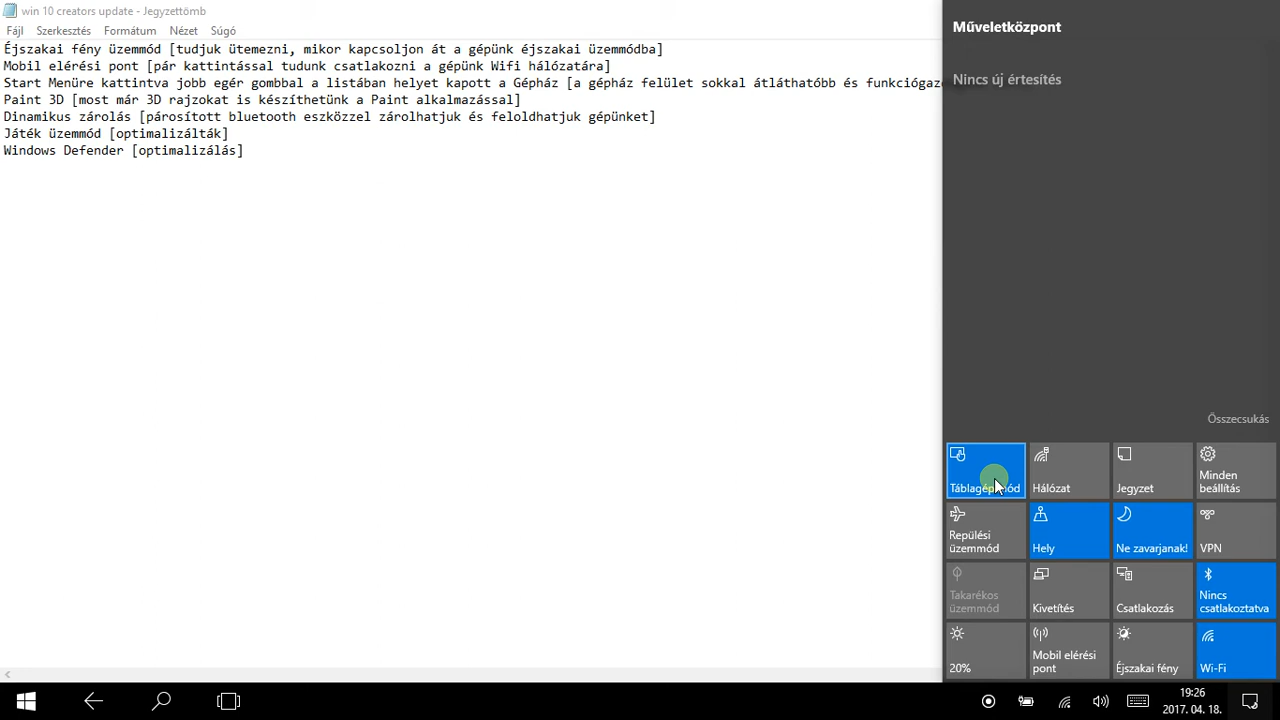 win 10 creators update - Jegyzettömb
Fájl Szerkesztés Formátum Nézet Súgó
Éjszakai fény üzemmód [tudjuk ütemezni, mikor kapcsoljon át a gépünk éjszakai üzemmódba]
Mobil elérési pont [pár kattintással tudunk csatlakozni a gépünk Wifi hálózatára]
Start Menüre kattintva jobb egér gombbal a listában helyet kapott a Gépház [a gépház felület sokkal átláthatóbb és funkciógaz
Paint 3D [most már 3D rajzokat is készíthetünk a Paint alkalmazással]
Dinamikus zárolás [párosított bluetooth eszközzel zárolhatjuk és feloldhatjuk gépünket]
Játék üzemmód [optimalizálták]
Windows Defender [optimalizálás]
Műveletközpont
Nincs új értesítés
Összecsukás
Táblagép mód
Hálózat
Jegyzet
Minden
beállítás
Repülési
üzemmód
Hely
Ne zavarjanak!
VPN
Takarékos
üzemmód
Kivetítés
Csatlakozás
Nincs
csatlakoztatva
20%
Mobil elérési
pont
Éjszakai fény
Wi-Fi
19:26
2017. 04. 18.